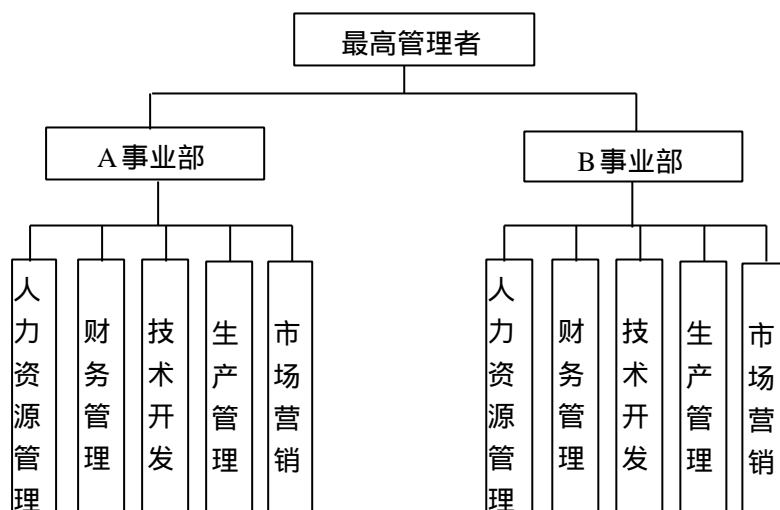 最高管理者
A事业部
B事业部
人力资源管理
财务管理
技术开发
生产管理
市场营销
人力资源管理
财务管理
技术开发
生产管理
市场营销